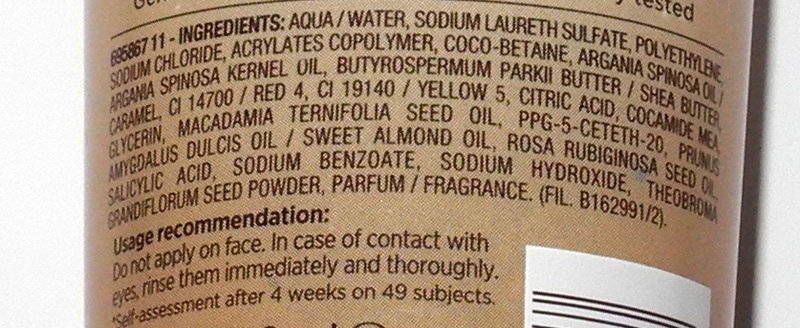 tested
695867 11 - INGREDIENTS: AQUA / WATER, SODIUM LAURETH SULFATE, POLYETHYLENE,
SODIUM CHLORIDE, ACRYLATES COPOLYMER, COCO-BETAINE, ARGANIA SPINOSA OIL /
ARGANIA SPINOSA KERNEL OIL, BUTYROSPERMUM PARKII BUTTER / SHEA BUTTER,
CARAMEL, CI 14700 / RED 4, CI 19140 / YELLOW 5, CITRIC ACID, COCAMIDE MEA,
GLYCERIN, MACADAMIA TERNIFOLIA SEED OIL, PPG-5-CETETH-20, PRUNUS
AMYGDALUS DULCIS OIL / SWEET ALMOND OIL, ROSA RUBIGINOSA SEED OIL,
SALICYLIC ACID, SODIUM BENZOATE, SODIUM HYDROXIDE, THEOBROMA
GRANDIFLORUM SEED POWDER, PARFUM / FRAGRANCE. (FIL. B162991/2).
Usage recommendation:
Do not apply on face. In case of contact with
eyes, rinse them immediately and thoroughly.
*Self-assessment after 4 weeks on 49 subjects.